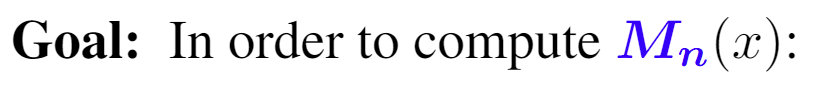 Goal: In order to compute Mₙ(x):